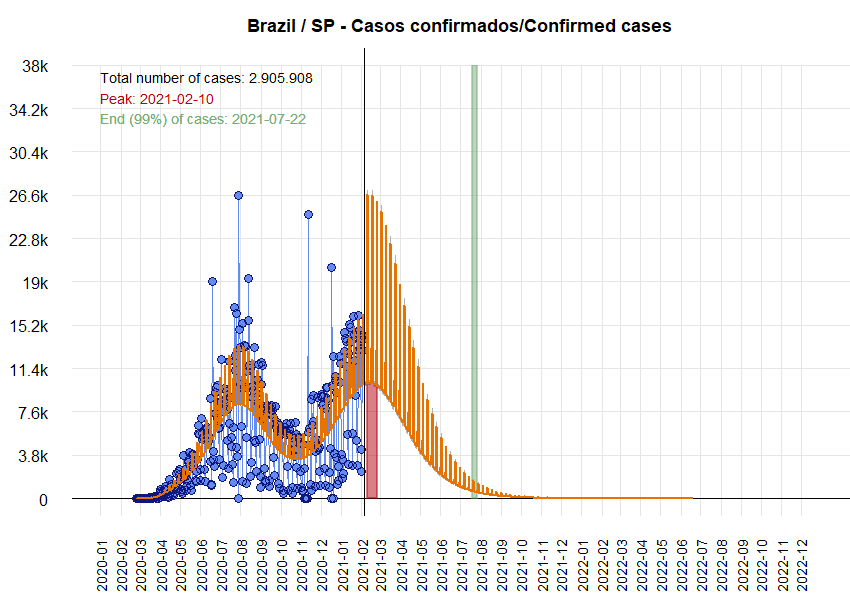 Brazil / SP - Casos confirmados/Confirmed cases
38k
34.2k
30.4k
26.6k
22.8k
19k
15.2k
11.4k
7.6k
3.8k
0
Total number of cases: 2.905.908
Peak: 2021-02-10
End (99%) of cases: 2021-07-22
2020-01
2020-02
2020-03
2020-04
2020-05
2020-06
2020-07
2020-08
2020-09
2020-10
2020-11
2020-12
2021-01
2021-02
2021-03
2021-04
2021-05
2021-06
2021-07
2021-08
2021-09
2021-10
2021-11
2021-12
2022-01
2022-02
2022-03
2022-04
2022-05
2022-06
2022-07
2022-08
2022-09
2022-10
2022-11
2022-12